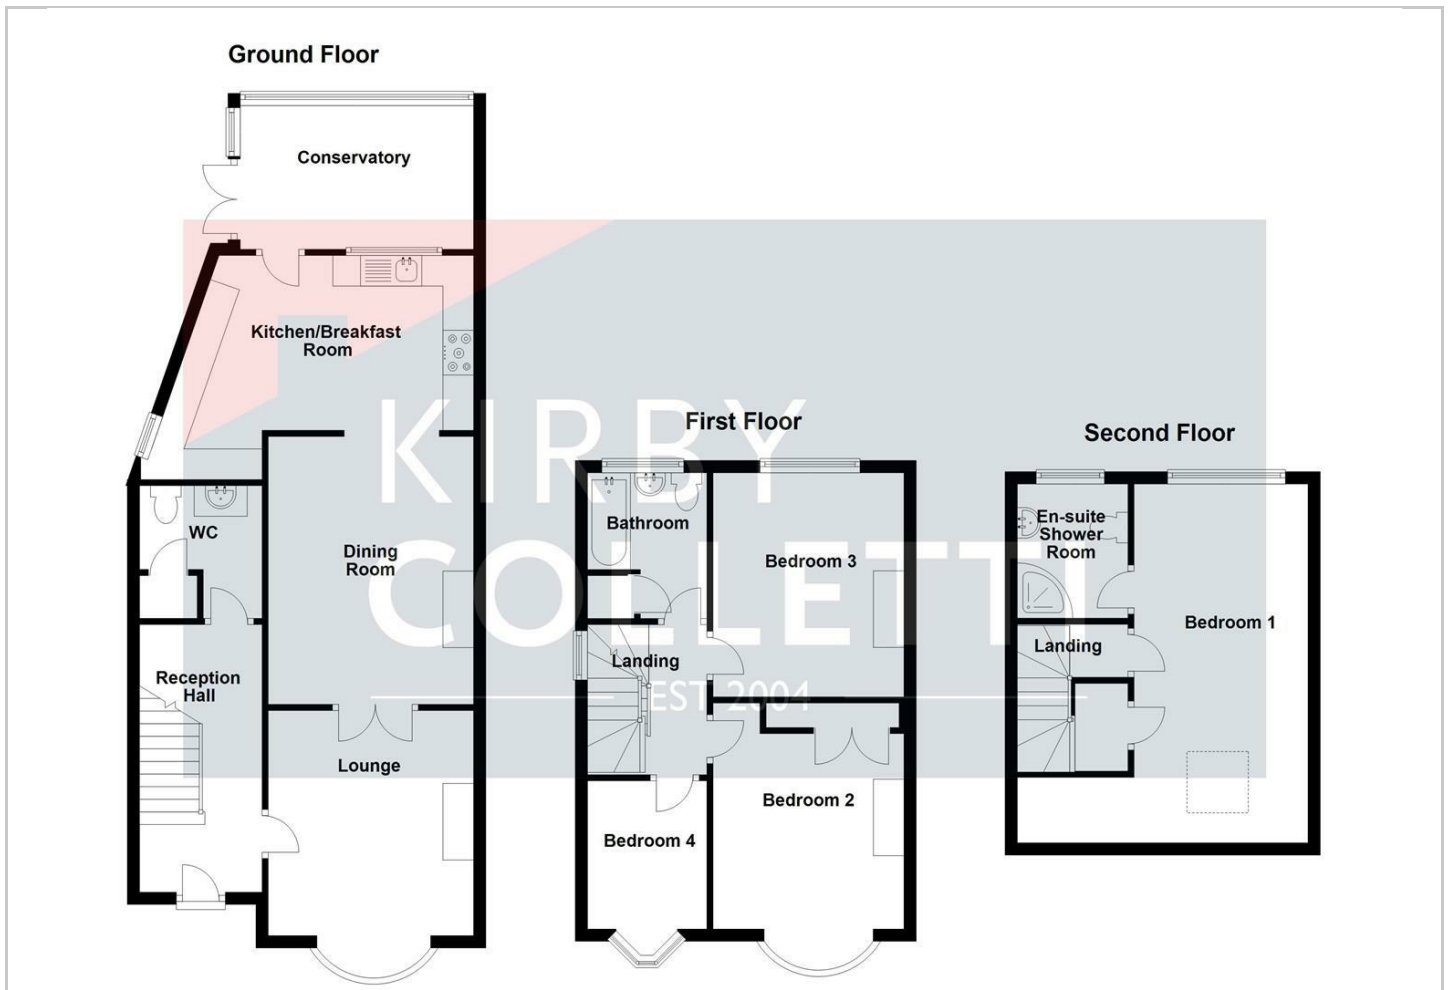 Ground Floor
Conservatory
Kitchen/Breakfast
Room
WC
Dining
Room
Reception
Hall
Lounge
First Floor
Bathroom
Bedroom 3
Landing
Bedroom 2
Bedroom 4
Second Floor
En-suite
Shower
Room
Bedroom 1
Landing
KIRBY
COLLETTI
EST 2004